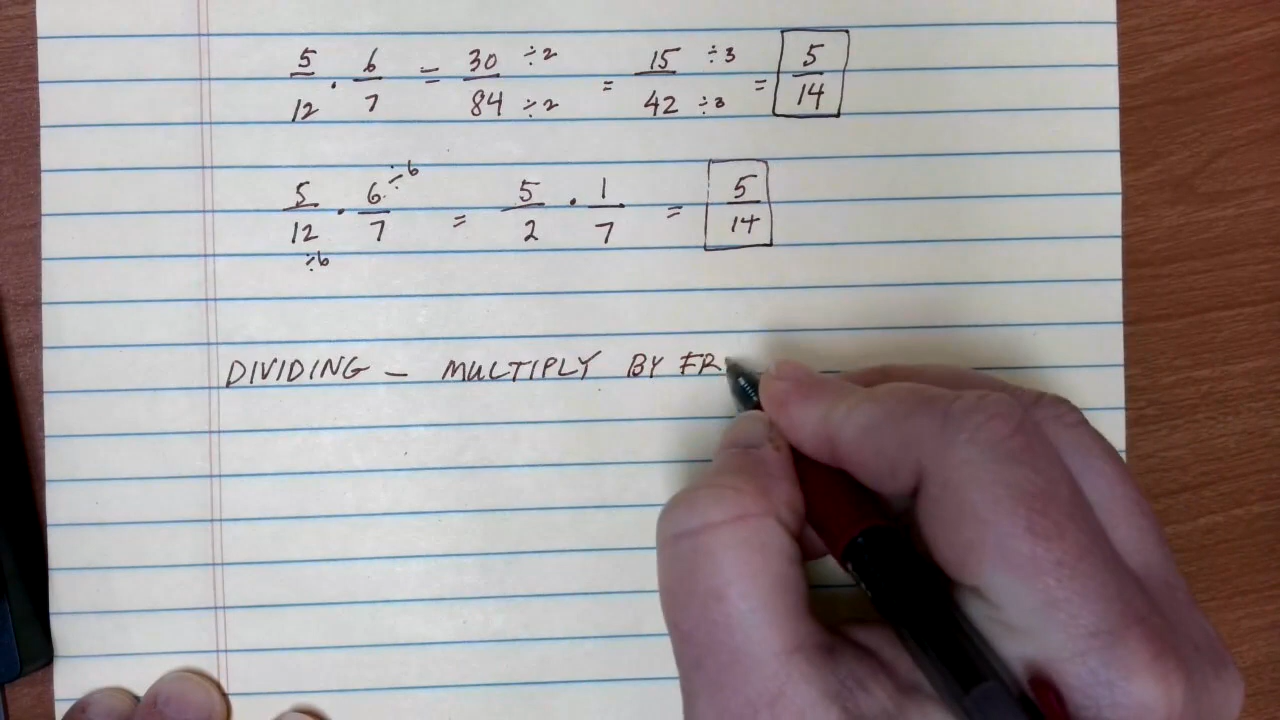 5/12 · 6/7 = 30/84 ÷2 ÷2 = 15/42 ÷3 ÷3 = 5/14
5/12 ÷6 · 6/7 ÷6 = 5/2 · 1/7 = 5/14
DIVIDING – MULTIPLY BY FR